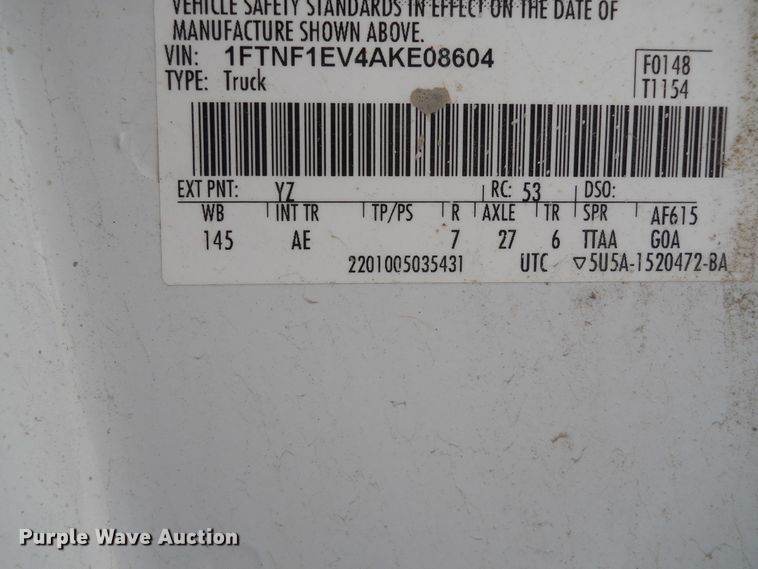 VEHICLE SAFETY STANDARDS IN EFFECT ON THE DATE OF
MANUFACTURE SHOWN ABOVE.
VIN: 1FTNF1EV4AKE08604
TYPE: Truck
F0148
T1154
EXT PNT: YZ RC: 53 DSO:
WB INT TR TP/PS R AXLE TR SPR AF615
145 AE 7 27 6 TTAA GOA
2201005035431 UTC ▽5U5A-1520472-BA
Purple Wave Auction